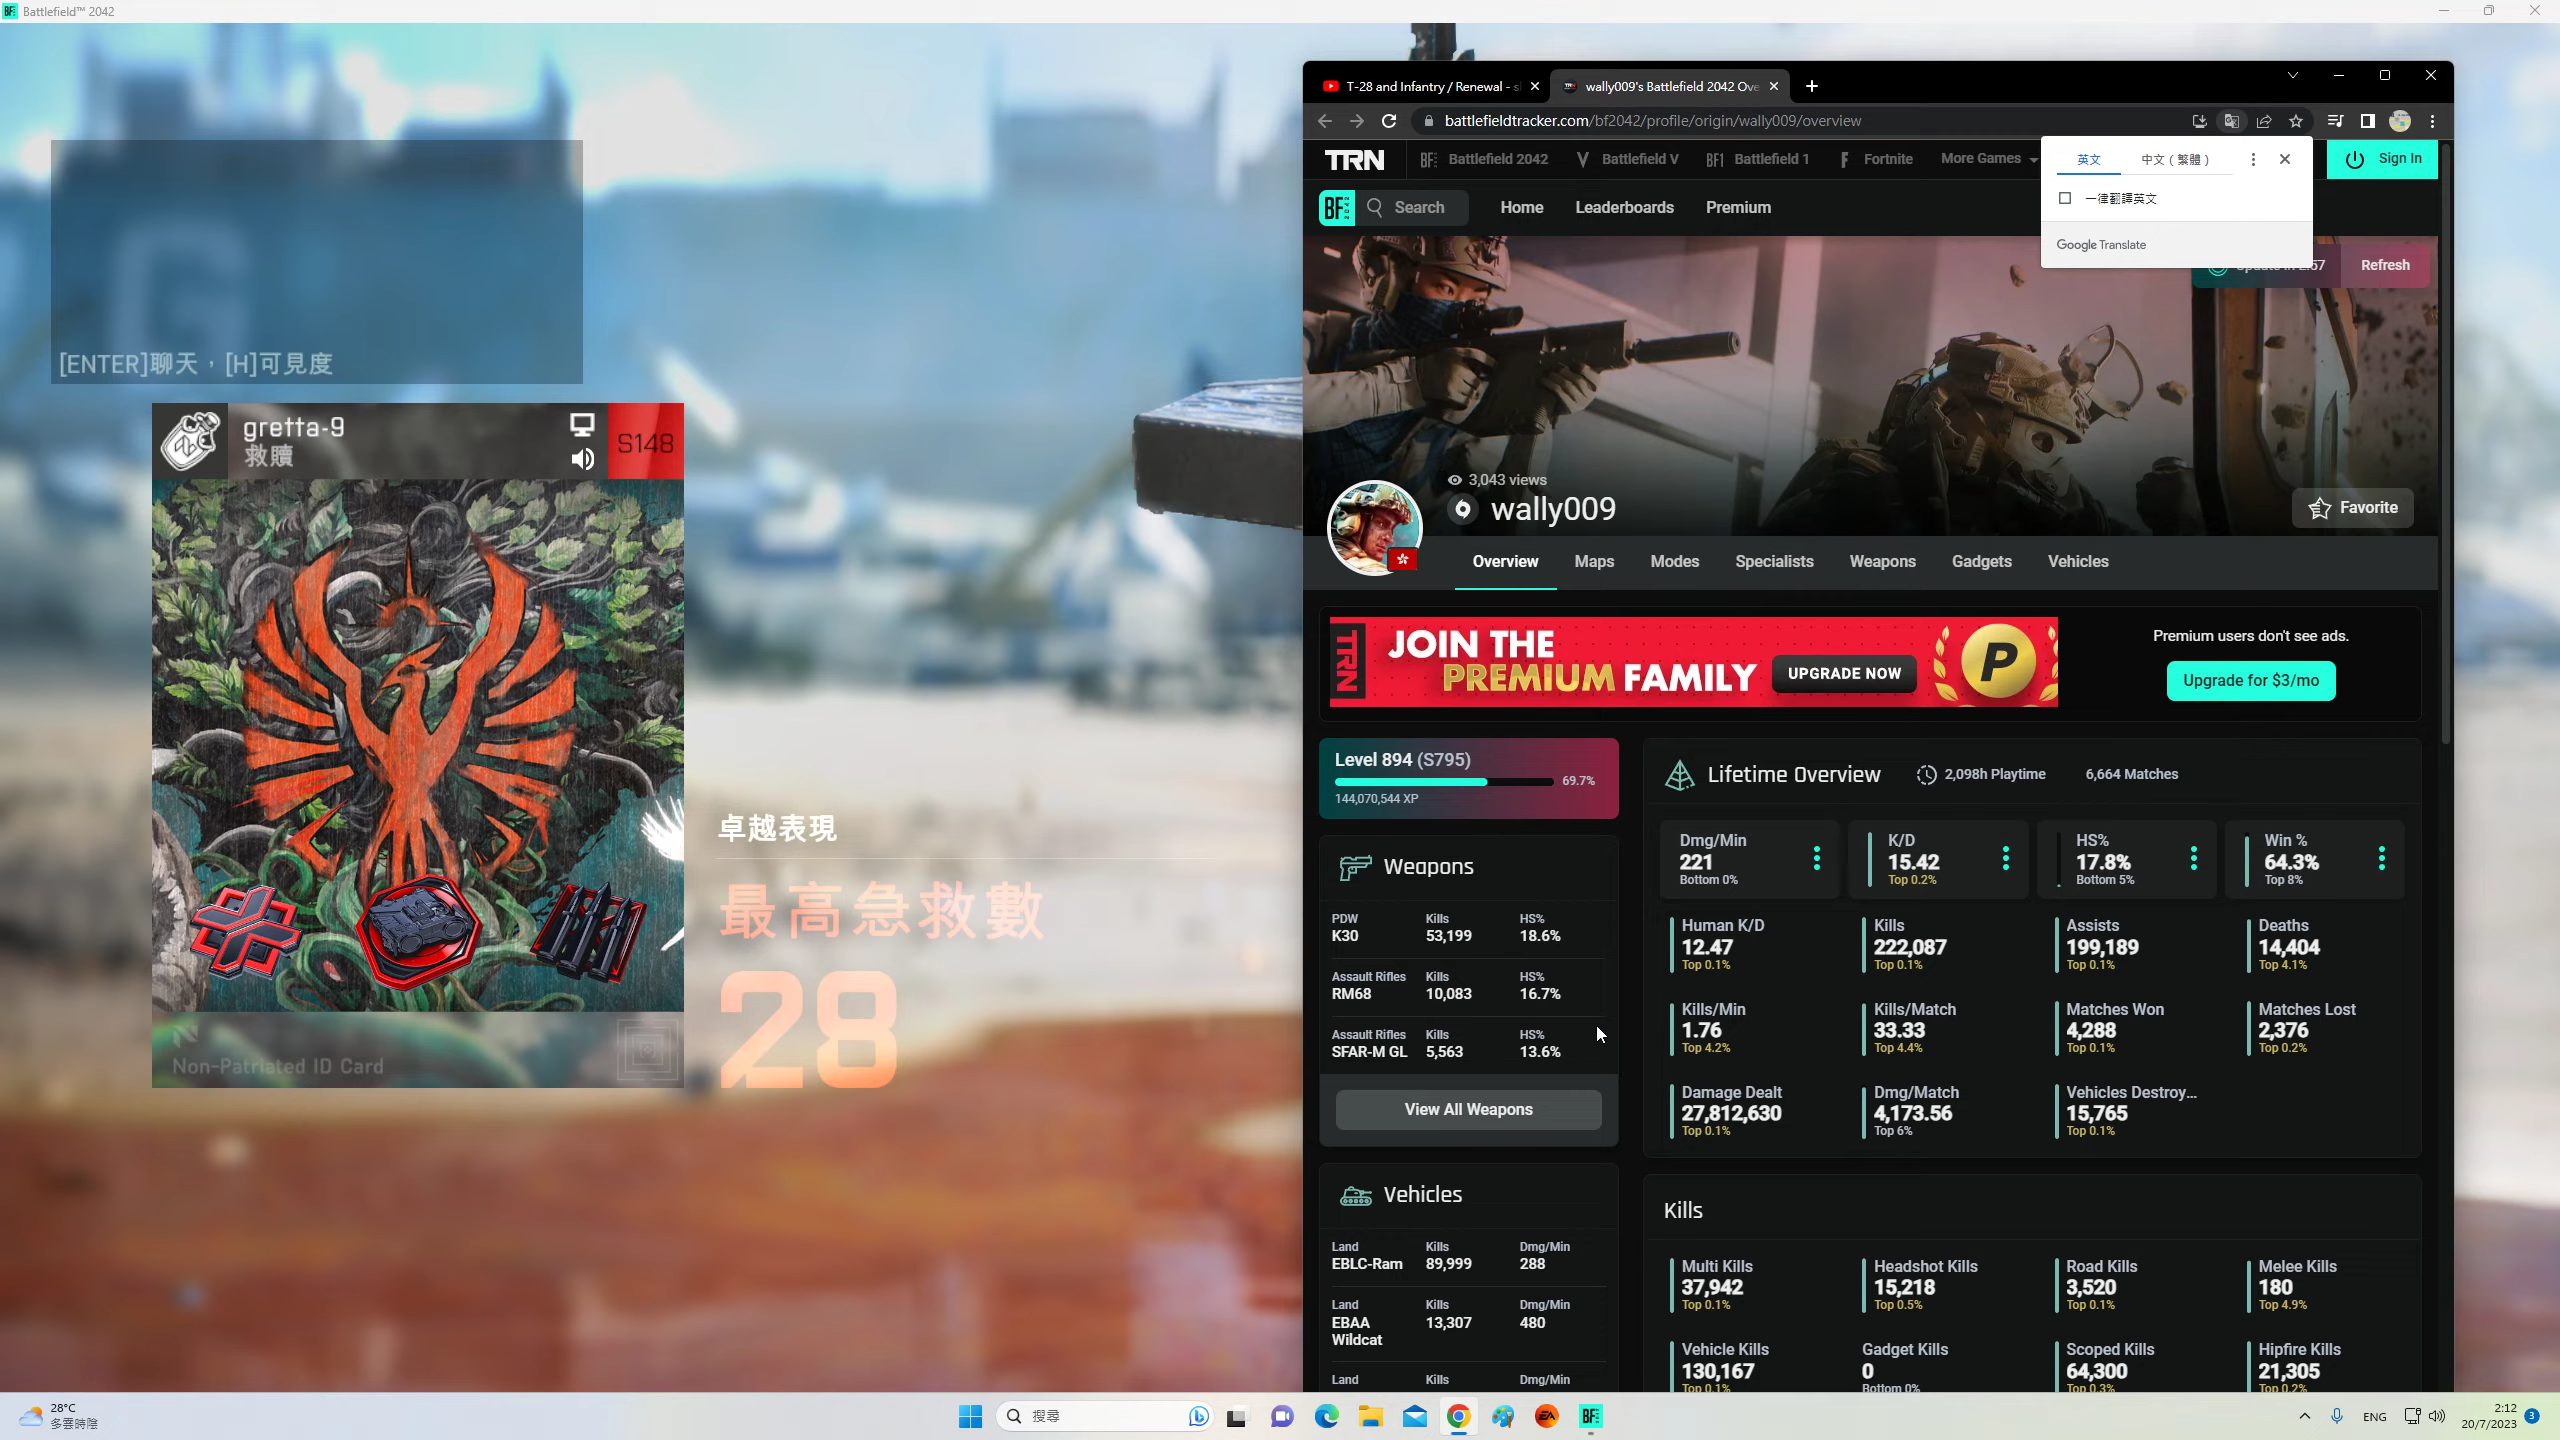 Battlefield™ 2042
[ENTER]聊天，[H]可見度
gretta-9
救贖
S148
Non-Patriated ID Card
卓越表現
最高急救數
28
T-28 and Infantry / Renewal - s
wally009's Battlefield 2042 Ove
battlefieldtracker.com/bf2042/profile/origin/wally009/overview
TRN
Battlefield 2042
Battlefield V
BF1 Battlefield 1
Fortnite
More Games
英文
中文（繁體）
一律翻譯英文
Google Translate
Sign In
BF
Search
Home
Leaderboards
Premium
Refresh
3,043 views
wally009
Favorite
Overview
Maps
Modes
Specialists
Weapons
Gadgets
Vehicles
TRN
JOIN THE
PREMIUM FAMILY
UPGRADE NOW
P
Premium users don't see ads.
Upgrade for $3/mo
Level 894 (S795)
69.7%
144,070,544 XP
Weapons
PDW Kills HS%
K30 53,199 18.6%
Assault Rifles Kills HS%
RM68 10,083 16.7%
Assault Rifles Kills HS%
SFAR-M GL 5,563 13.6%
View All Weapons
Vehicles
Land Kills Dmg/Min
EBLC-Ram 89,999 288
Land Kills Dmg/Min
EBAA Wildcat 13,307 480
Land Kills Dmg/Min
Lifetime Overview 2,098h Playtime 6,664 Matches
Dmg/Min
221
Bottom 0%
K/D
15.42
Top 0.2%
HS%
17.8%
Bottom 5%
Win %
64.3%
Top 8%
Human K/D
12.47
Top 0.1%
Kills
222,087
Top 0.1%
Assists
199,189
Top 0.1%
Deaths
14,404
Top 4.1%
Kills/Min
1.76
Top 4.2%
Kills/Match
33.33
Top 4.4%
Matches Won
4,288
Top 0.1%
Matches Lost
2,376
Top 0.2%
Damage Dealt
27,812,630
Top 0.1%
Dmg/Match
4,173.56
Top 6%
Vehicles Destroy...
15,765
Top 0.1%
Kills
Multi Kills
37,942
Top 0.1%
Headshot Kills
15,218
Top 0.5%
Road Kills
3,520
Top 0.1%
Melee Kills
180
Top 4.9%
Vehicle Kills
130,167
Top 0.1%
Gadget Kills
0
Bottom 0%
Scoped Kills
64,300
Top 0.3%
Hipfire Kills
21,305
Top 0.2%
28°C
多雲時陰
搜尋
EA
BF
ENG
2:12
20/7/2023
3